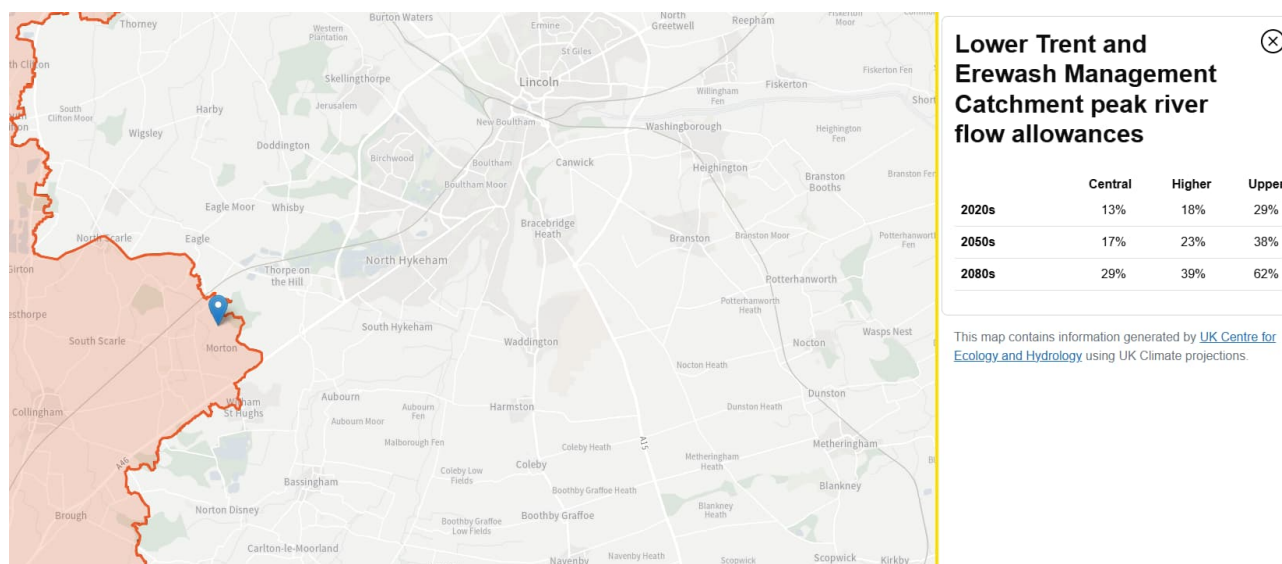 Thorney
Burton Waters
Ermine
North
Greetwell
Reepham
Fiskerton
Moor
Western
Plantation
St Giles
th Clifton
Skellingthorpe
Lincoln
Fiskerton Fen
Willingham
Fen
Fiskerton
South
Clifton Moor
Harby
Jerusalem
Short
Wigsley
New Boultham
Washingborough
Heighington
Fen
Doddington
Birchwood
Boultham
Canwick
Heighington
Boultham Moor
Branston
Booths
Branston Fen
Eagle Moor
Whisby
Bracebridge
Heath
North Scarle
Eagle
Branston
Branston Moor
Potterhanworth
Fen
North Hykeham
Girton
Thorpe on
the Hill
Potterhanworth
Potterhanworth
Heath
esthorpe
South Hykeham
Wasps Nest
South Scarle
Morton
Waddington
Nocton
Nocton Heath
Aubourn
Dunston
Collingham
St Hughs
Aubourn
Fen
Harmston
Dunston Heath
Aubourn Moor
A15
Malborough Fen
Coleby Heath
Metheringham
A46
Coleby Low
Fields
Coleby
Metheringham
Heath
Bassingham
Boothby Graffoe Heath
Blankney
Norton Disney
Brough
Boothby Graffoe
Low Fields
Boothby Graffoe
Blankney
Heath
Carlton-le-Moorland
Navenby
Navenby Heath
Scopwick
Scopwick
Kirkby
Lower Trent and
Erewash Management
Catchment peak river
flow allowances
Central Higher Upper
2020s 13% 18% 29%
2050s 17% 23% 38%
2080s 29% 39% 62%
This map contains information generated by UK Centre for
Ecology and Hydrology using UK Climate projections.